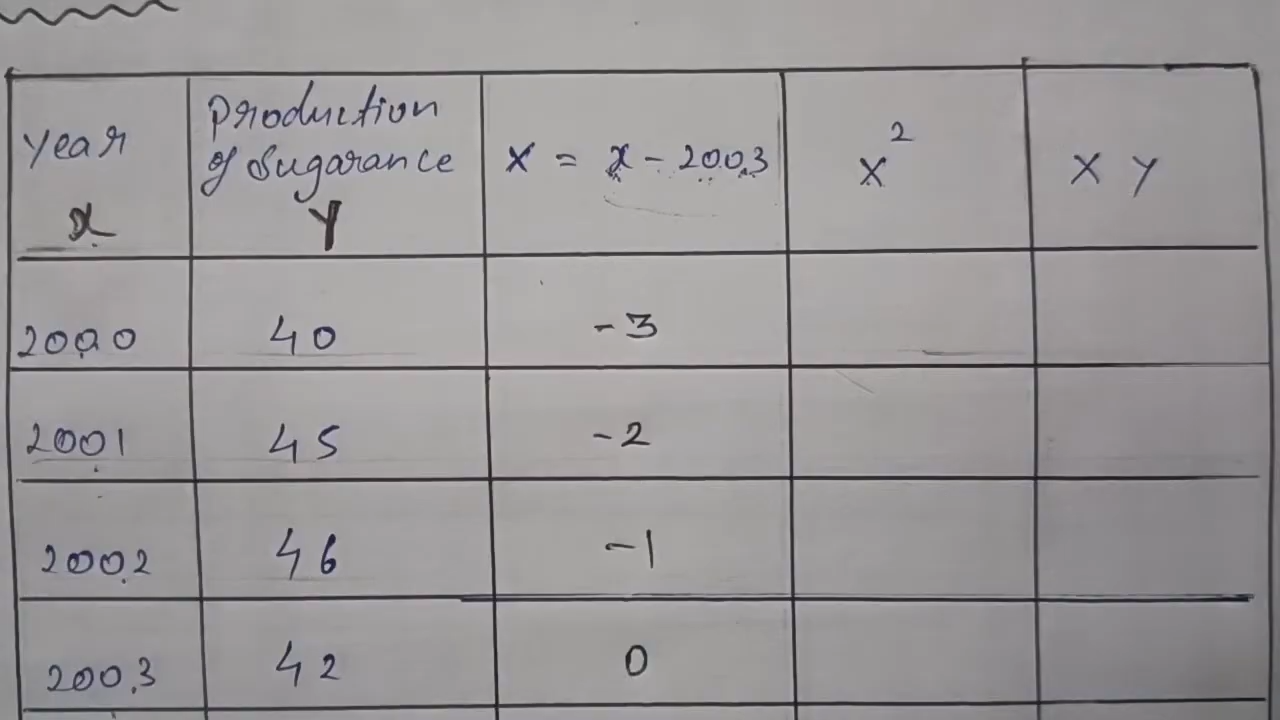 Year x Production of Sugarance Y X = x - 2003 X² X Y
2000 40 -3
2001 45 -2
2002 46 -1
2003 42 0